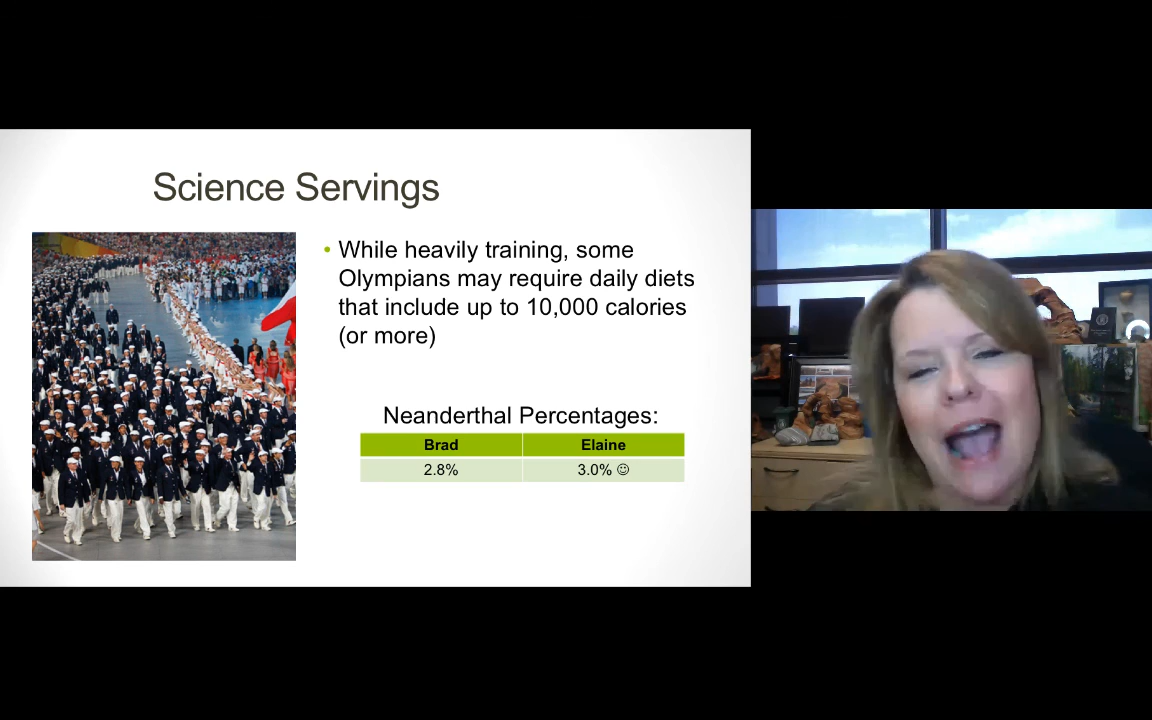 Science Servings
• While heavily training, some
Olympians may require daily diets
that include up to 10,000 calories
(or more)
Neanderthal Percentages:
Brad Elaine
2.8% 3.0% ☺